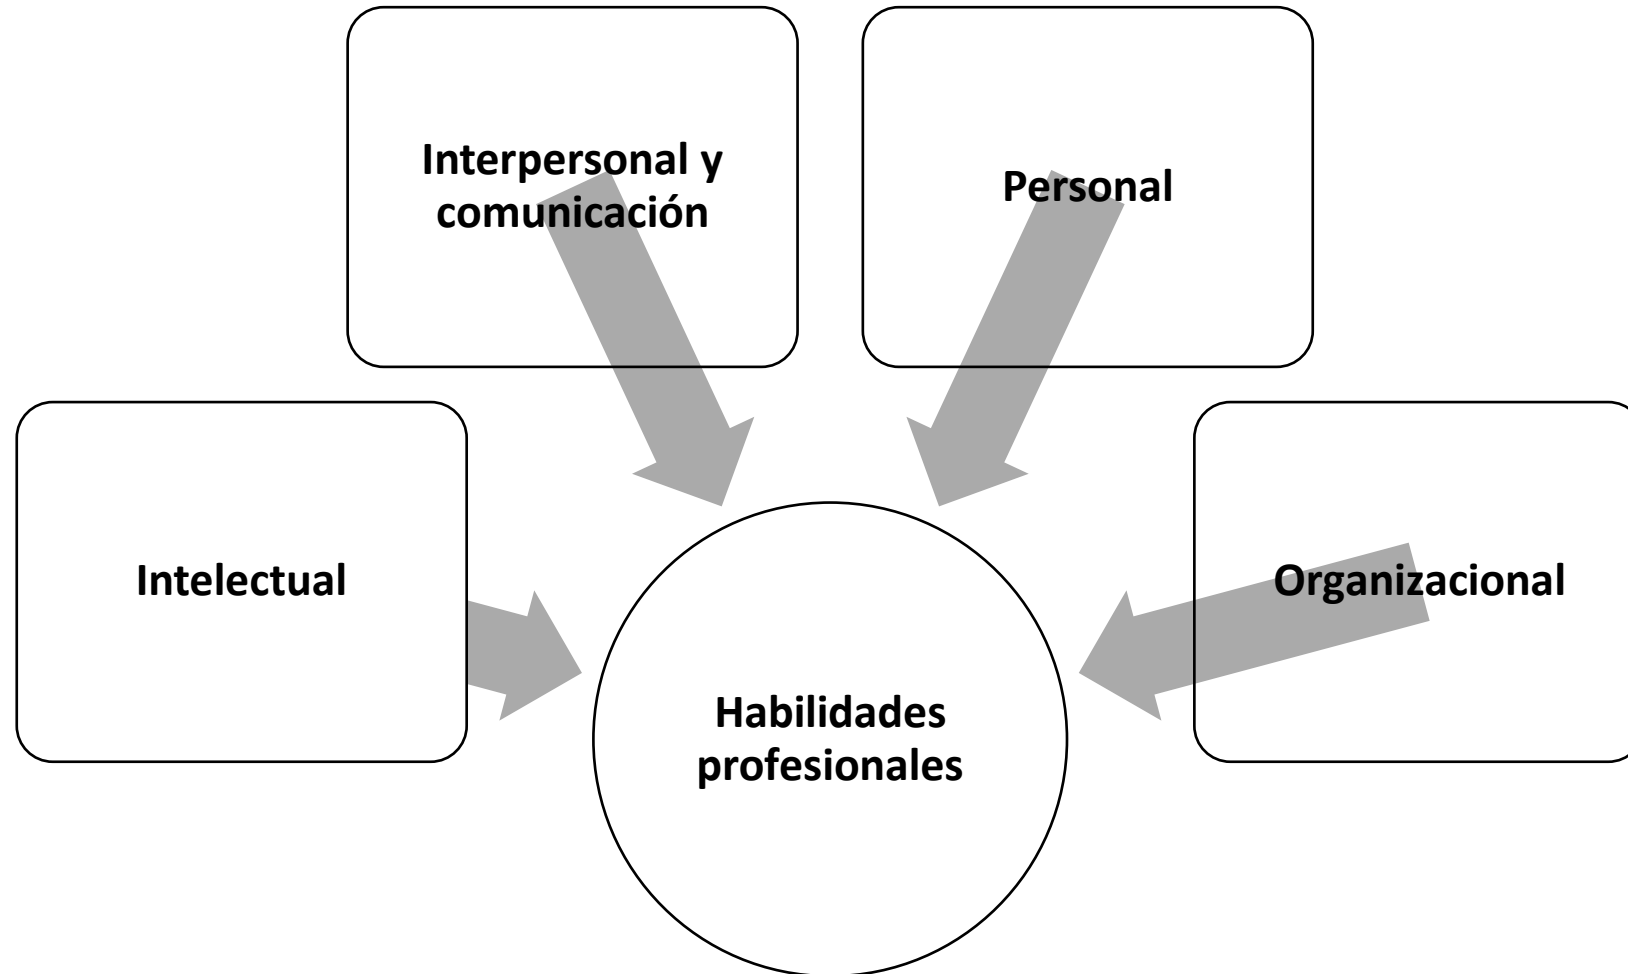 Interpersonal y
comunicación
Personal
Intelectual
Organizacional
Habilidades
profesionales